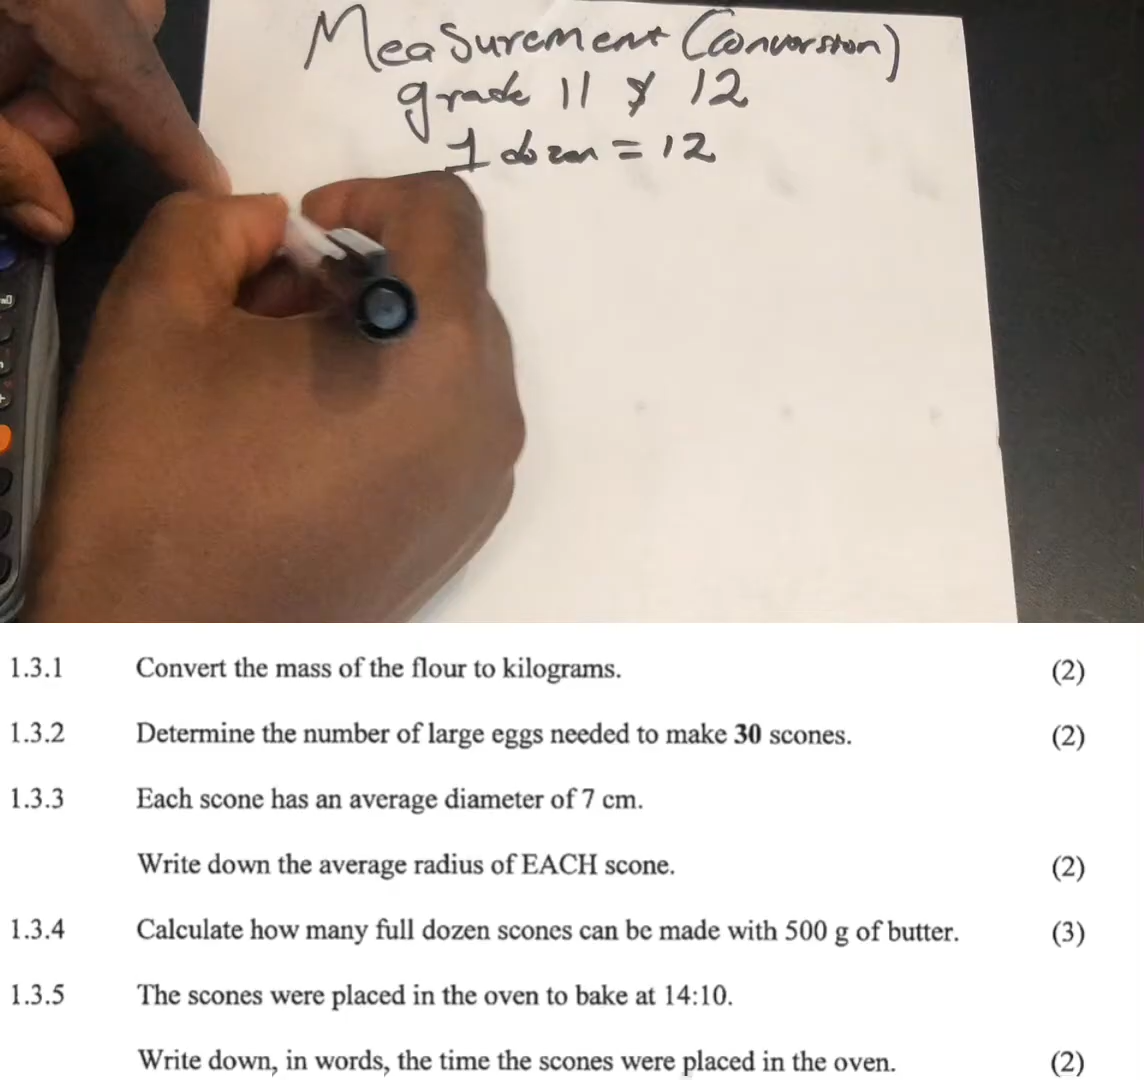 Measurement (Conversion)
grade 11 & 12
1 dozen = 12
1.3.1 Convert the mass of the flour to kilograms. (2)
1.3.2 Determine the number of large eggs needed to make 30 scones. (2)
1.3.3 Each scone has an average diameter of 7 cm.
Write down the average radius of EACH scone. (2)
1.3.4 Calculate how many full dozen scones can be made with 500 g of butter. (3)
1.3.5 The scones were placed in the oven to bake at 14:10.
Write down, in words, the time the scones were placed in the oven. (2)